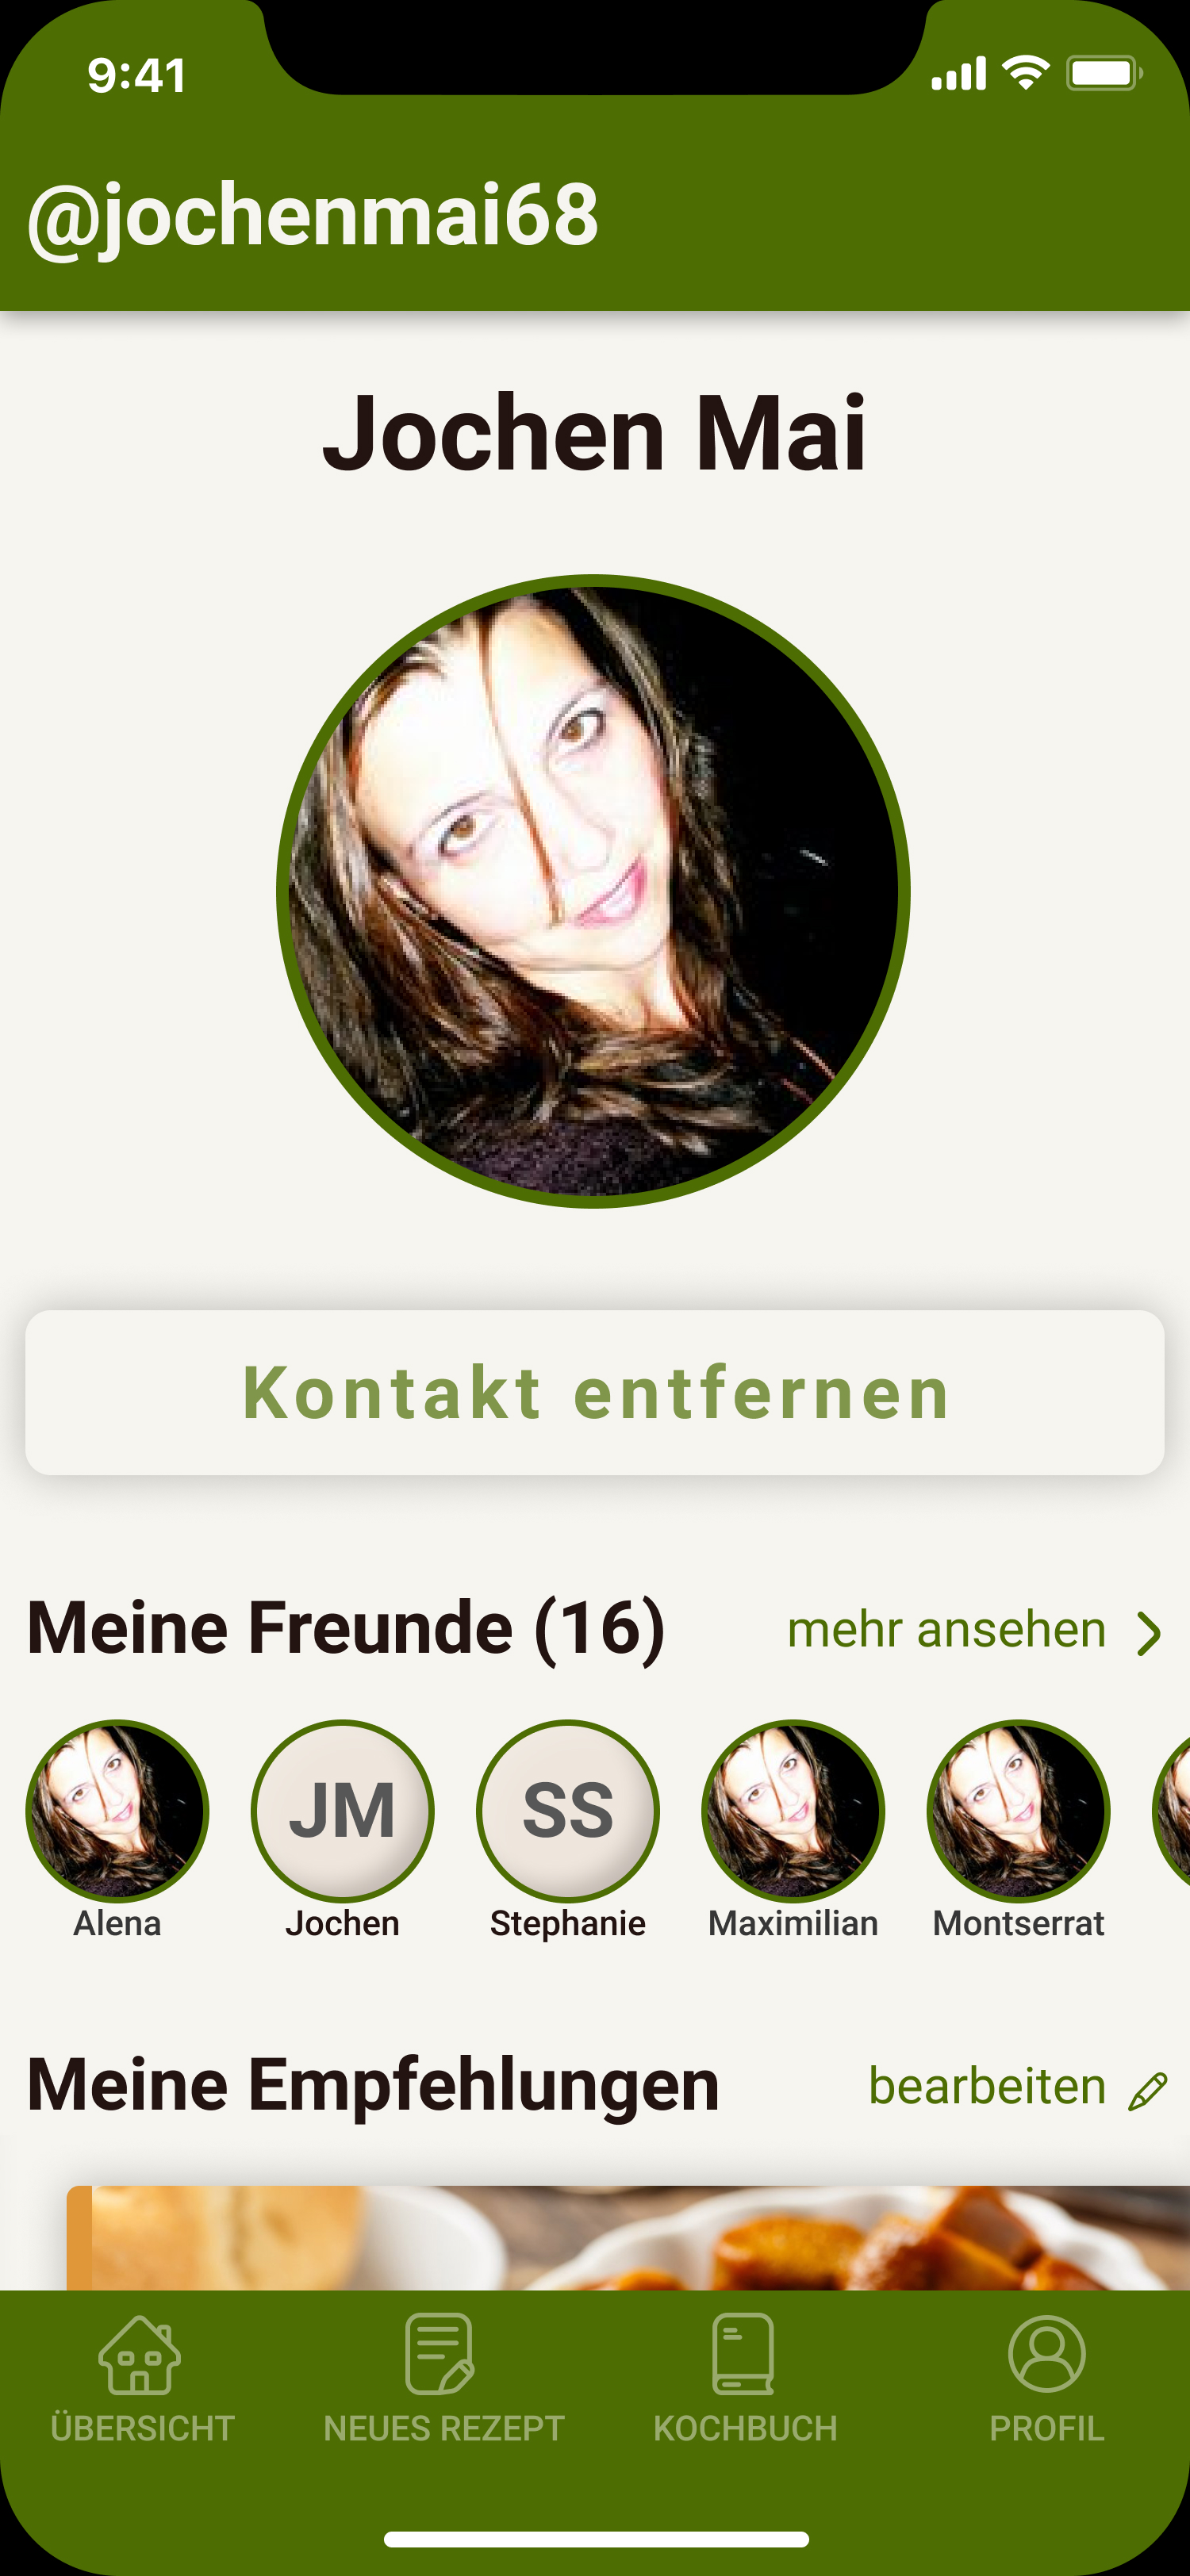 9:41
@jochenmai68
Jochen Mai
Kontakt entfernen
Meine Freunde (16)
mehr ansehen
JM
SS
Alena
Jochen
Stephanie
Maximilian
Montserrat
Meine Empfehlungen
bearbeiten
ÜBERSICHT
NEUES REZEPT
KOCHBUCH
PROFIL